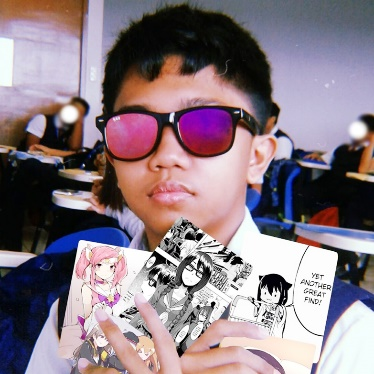 YET
ANOTHER
GREAT
FIND!